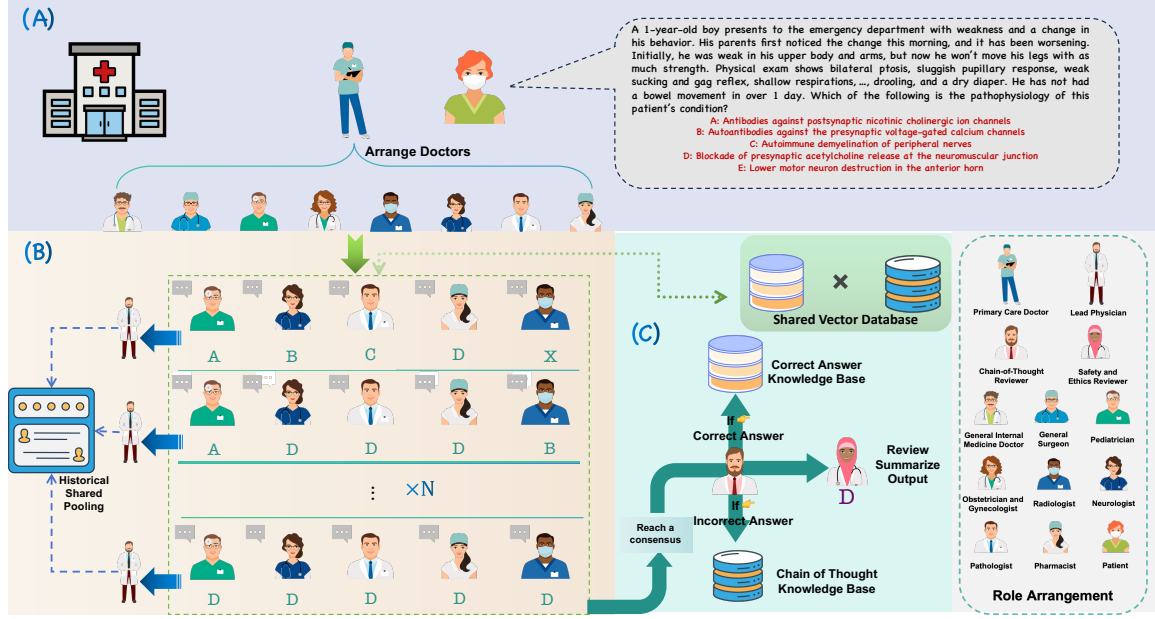 (A)
A 1-year-old boy presents to the emergency department with weakness and a change in
his behavior. His parents first noticed the change this morning, and it has been worsening.
Initially, he was weak in his upper body and arms, but now he won't move his legs with as
much strength. Physical exam shows bilateral ptosis, sluggish pupillary response, weak
sucking and gag reflex, shallow respirations, ..., drooling, and a dry diaper. He has not had
a bowel movement in over 1 day. Which of the following is the pathophysiology of this
patient's condition?
A: Antibodies against postsynaptic nicotinic cholinergic ion channels
B: Autoantibodies against the presynaptic voltage-gated calcium channels
C: Autoimmune demyelination of peripheral nerves
D: Blockade of presynaptic acetylcholine release at the neuromuscular junction
E: Lower motor neuron destruction in the anterior horn
Arrange Doctors
(B)
A B C D X
A D D D B
⋮ ×N
D D D D D
Historical
Shared
Pooling
Shared Vector Database
(C)
Correct Answer
Knowledge Base
If
Correct Answer
Review
Summarize
Output
D
If
Incorrect Answer
Reach a
consensus
Chain of Thought
Knowledge Base
Primary Care Doctor
Lead Physician
Chain-of-Thought
Reviewer
Safety and
Ethics Reviewer
General Internal
Medicine Doctor
General
Surgeon
Pediatrician
Obstetrician and
Gynecologist
Radiologist
Neurologist
Pathologist
Pharmacist
Patient
Role Arrangement